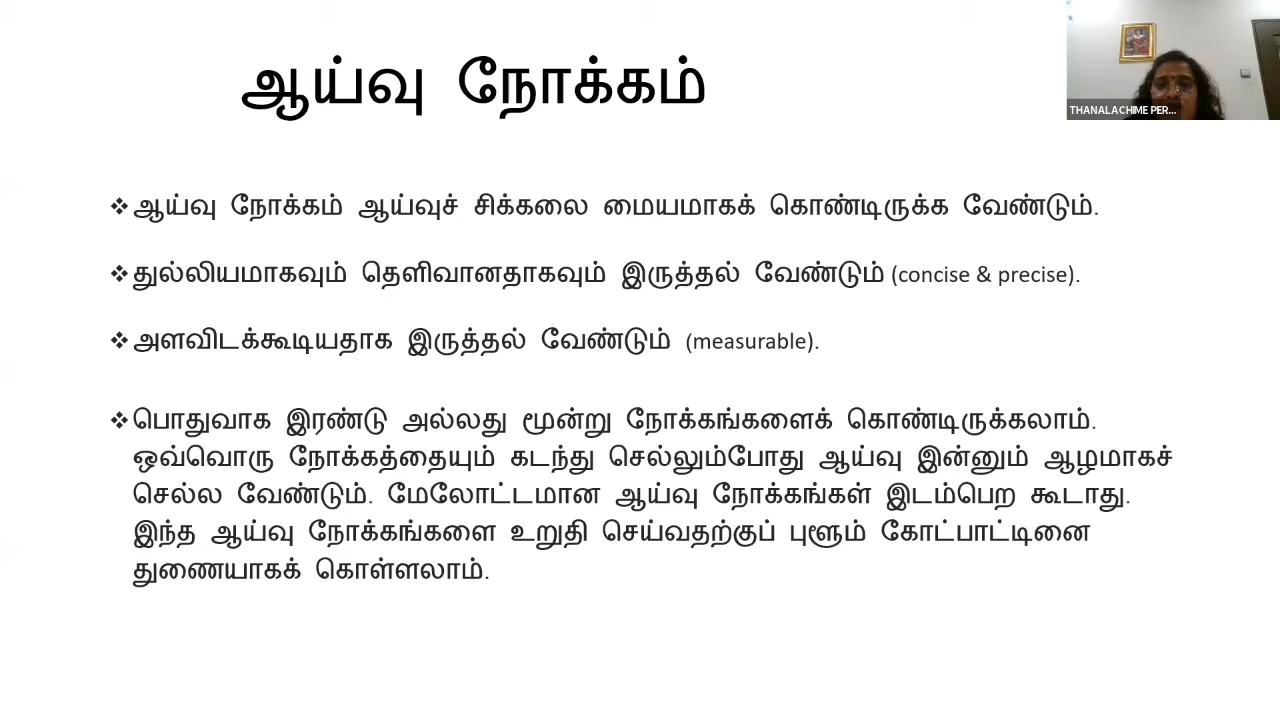 ஆய்வு நோக்கம்
THANALACHIME PER...
❖ஆய்வு நோக்கம் ஆய்வுச் சிக்கலை மையமாகக் கொண்டிருக்க வேண்டும்.
❖துல்லியமாகவும் தெளிவானதாகவும் இருத்தல் வேண்டும் (concise & precise).
❖அளவிடக்கூடியதாக இருத்தல் வேண்டும் (measurable).
❖பொதுவாக இரண்டு அல்லது மூன்று நோக்கங்களைக் கொண்டிருக்கலாம்.
ஒவ்வொரு நோக்கத்தையும் கடந்து செல்லும்போது ஆய்வு இன்னும் ஆழமாகச்
செல்ல வேண்டும். மேலோட்டமான ஆய்வு நோக்கங்கள் இடம்பெற கூடாது.
இந்த ஆய்வு நோக்கங்களை உறுதி செய்வதற்குப் புளூம் கோட்பாட்டினை
துணையாகக் கொள்ளலாம்.